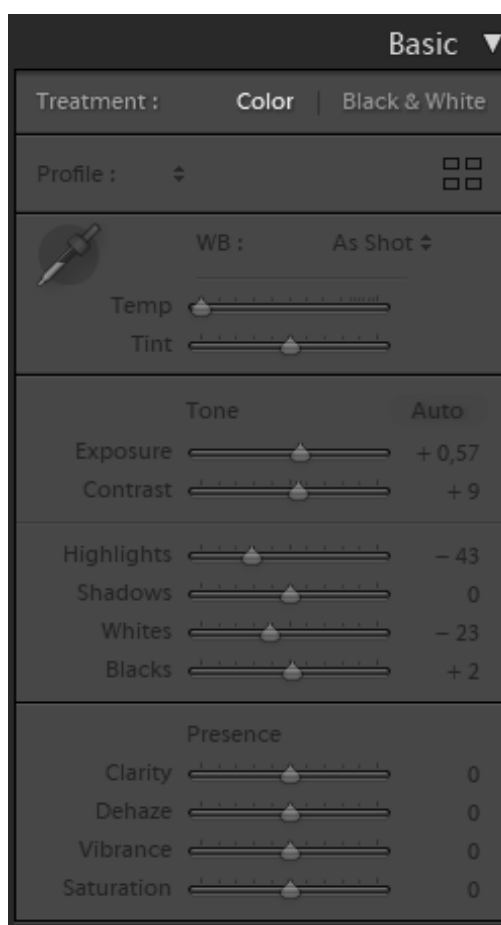 Basic ▼
Treatment : Color | Black & White
Profile :
WB : As Shot
Temp
Tint
Tone Auto
Exposure + 0,57
Contrast + 9
Highlights – 43
Shadows 0
Whites – 23
Blacks + 2
Presence
Clarity 0
Dehaze 0
Vibrance 0
Saturation 0